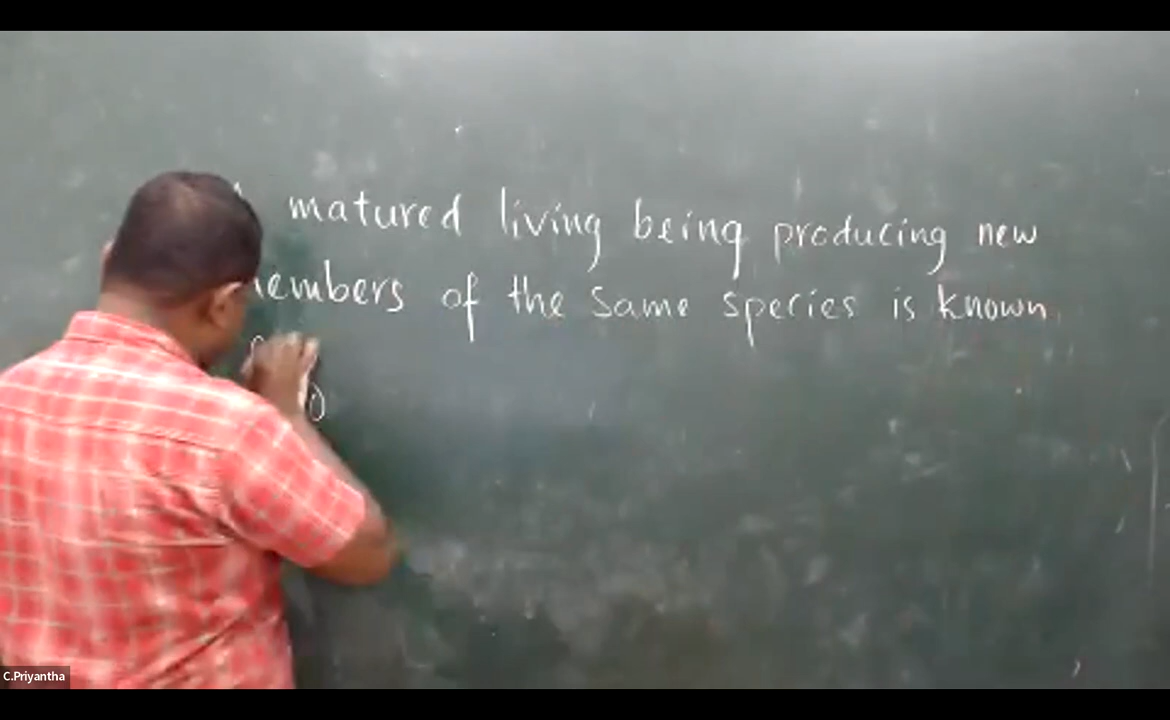 matured living being producing new
members of the same species is known
C.Priyantha